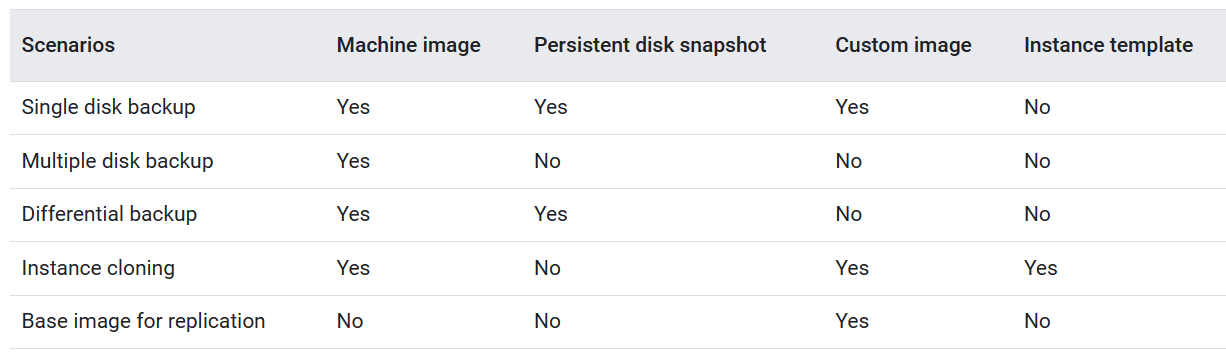 Scenarios Machine image Persistent disk snapshot Custom image Instance template
Single disk backup Yes Yes Yes No
Multiple disk backup Yes No No No
Differential backup Yes Yes No No
Instance cloning Yes No Yes Yes
Base image for replication No No Yes No